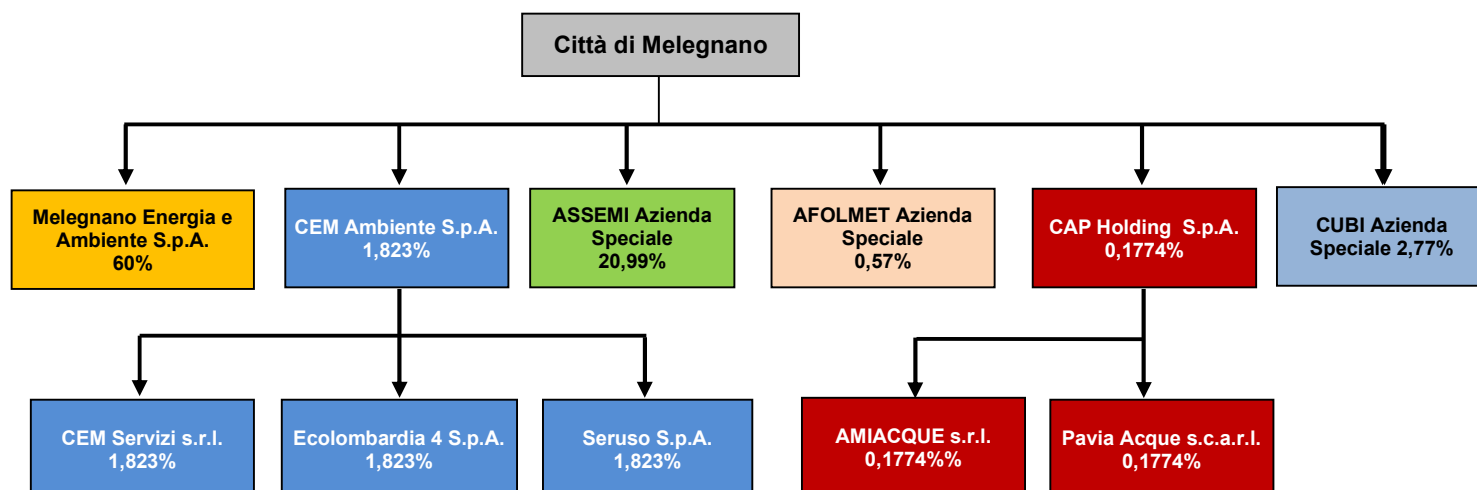 Città di Melegnano
Melegnano Energia e
Ambiente S.p.A.
60%
CEM Ambiente S.p.A.
1,823%
ASSEMI Azienda
Speciale
20,99%
AFOLMET Azienda
Speciale
0,57%
CAP Holding S.p.A.
0,1774%
CUBI Azienda
Speciale 2,77%
CEM Servizi s.r.l.
1,823%
Ecolombardia 4 S.p.A.
1,823%
Seruso S.p.A.
1,823%
AMIACQUE s.r.l.
0,1774%%
Pavia Acque s.c.a.r.l.
0,1774%